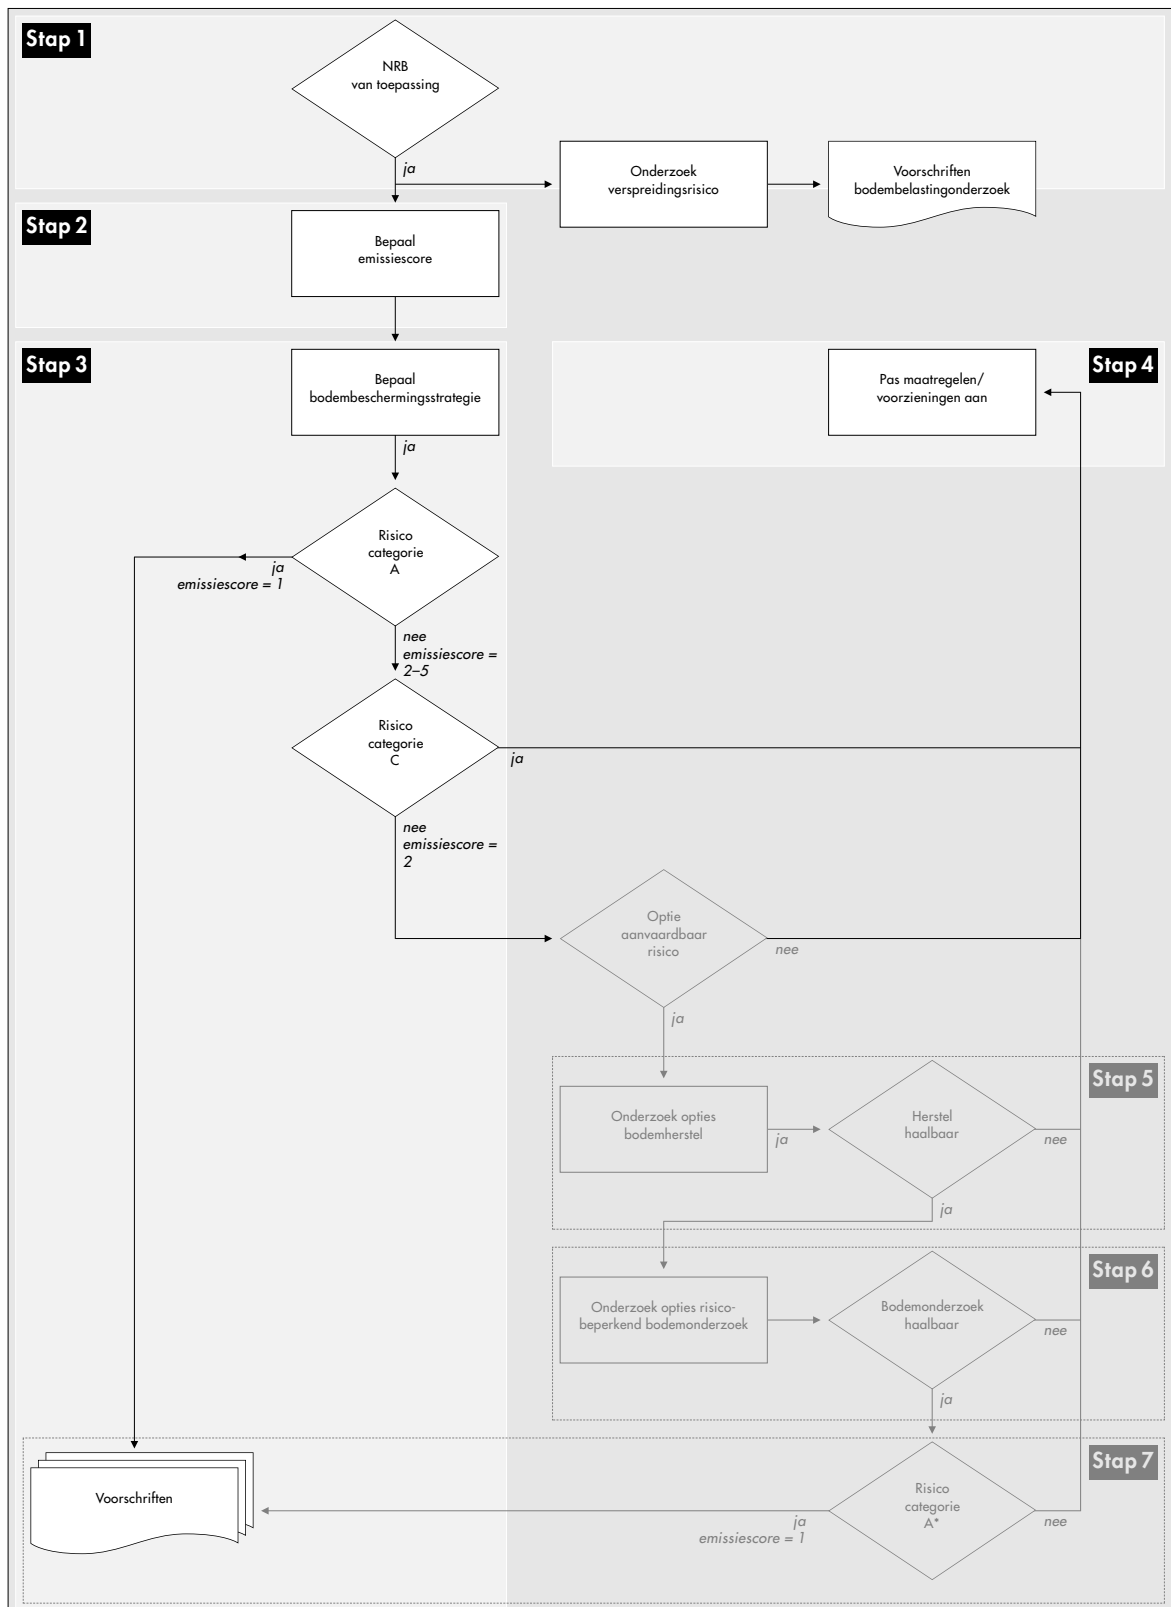 Stap 1
NRB
van toepassing
ja
Onderzoek
verspreidingsrisico
Voorschriften
bodembelastingonderzoek
Stap 2
Bepaal
emissiescore
Stap 3
Bepaal
bodembeschermingsstrategie
ja
Stap 4
Pas maatregelen/
voorzieningen aan
Risico
categorie
A
ja
emissiescore = 1
nee
emissiescore =
2–5
Risico
categorie
C
ja
nee
emissiescore =
2
Optie
aanvaardbaar
risico
nee
ja
Stap 5
Onderzoek opties
bodemherstel
ja
Herstel
haalbaar
nee
ja
Stap 6
Onderzoek opties risico-
beperkend bodemonderzoek
Bodemonderzoek
haalbaar
nee
ja
Stap 7
Voorschriften
Risico
categorie
A*
nee
ja
emissiescore = 1